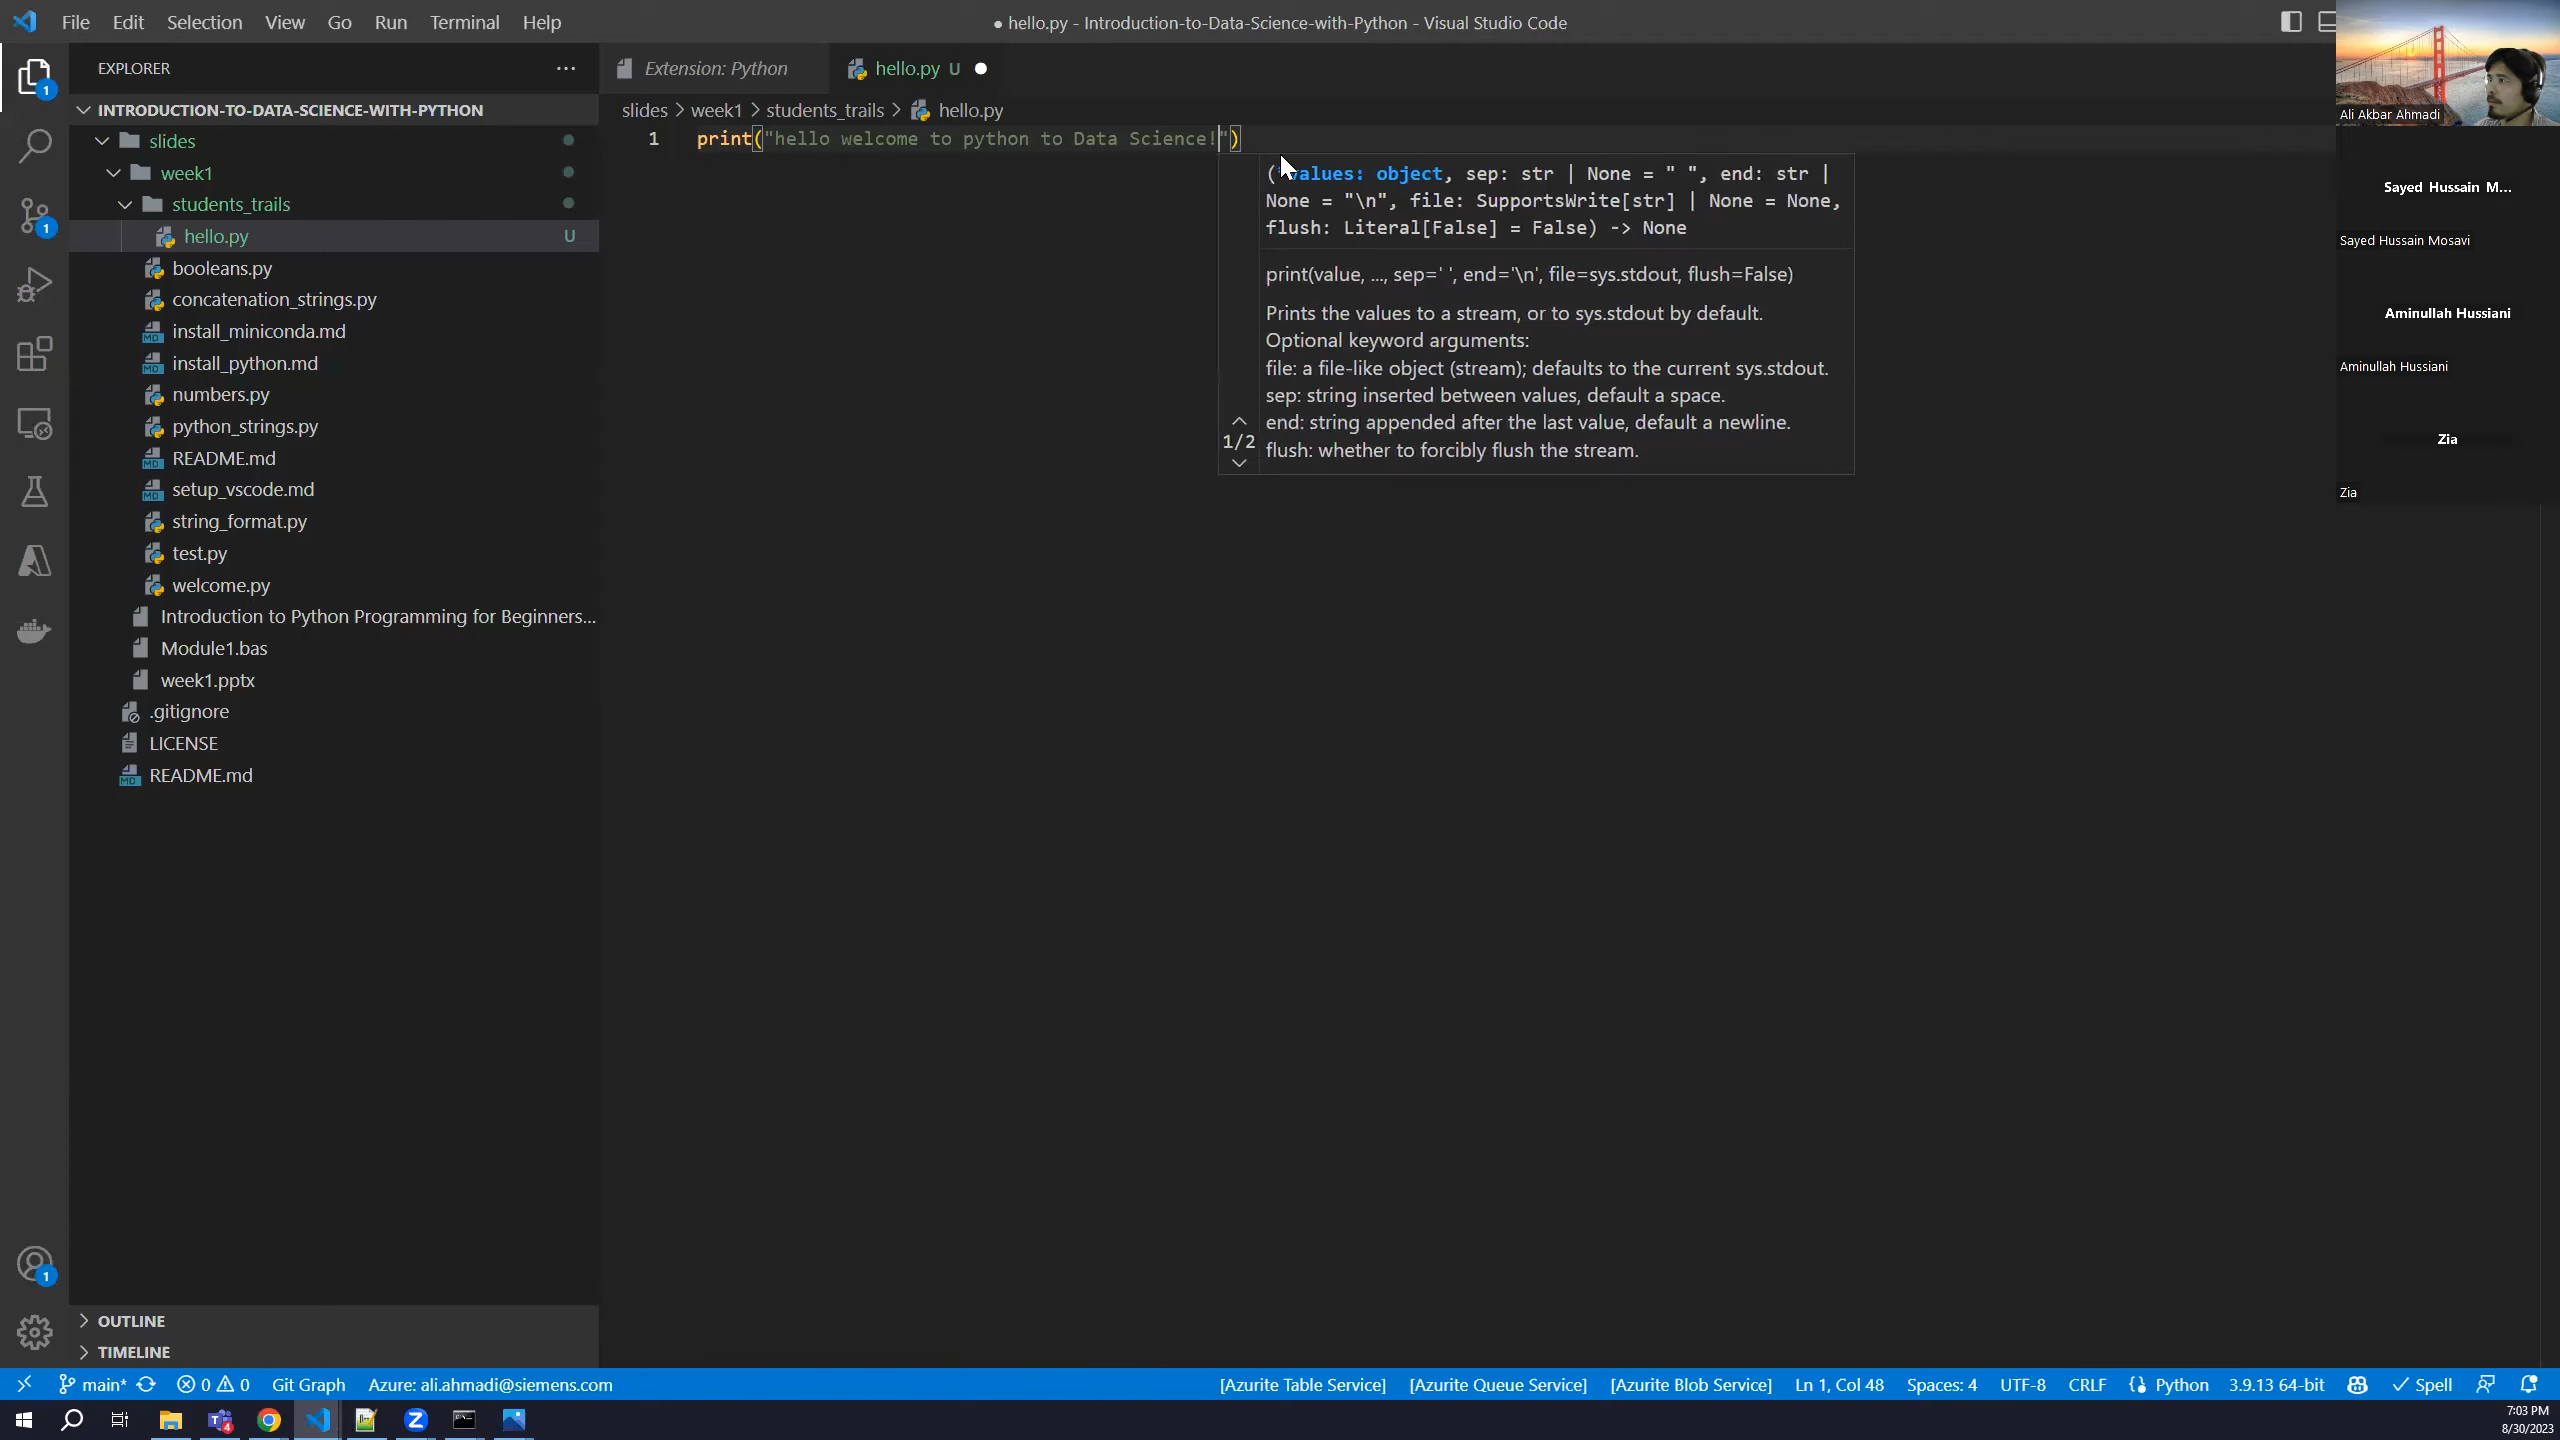 File Edit Selection View Go Run Terminal Help
● hello.py - Introduction-to-Data-Science-with-Python - Visual Studio Code
EXPLORER
INTRODUCTION-TO-DATA-SCIENCE-WITH-PYTHON
slides
week1
students_trails
hello.py U
booleans.py
concatenation_strings.py
install_miniconda.md
install_python.md
numbers.py
python_strings.py
README.md
setup_vscode.md
string_format.py
test.py
welcome.py
Introduction to Python Programming for Beginners...
Module1.bas
week1.pptx
.gitignore
LICENSE
README.md
OUTLINE
TIMELINE
Extension: Python
hello.py U
slides > week1 > students_trails > hello.py
1 print("hello welcome to python to Data Science!")
(*values: object, sep: str | None = " ", end: str |
None = "\n", file: SupportsWrite[str] | None = None,
flush: Literal[False] = False) -> None
print(value, ..., sep=' ', end='\n', file=sys.stdout, flush=False)
Prints the values to a stream, or to sys.stdout by default.
Optional keyword arguments:
file: a file-like object (stream); defaults to the current sys.stdout.
sep: string inserted between values, default a space.
end: string appended after the last value, default a newline.
flush: whether to forcibly flush the stream.
1/2
Ali Akbar Ahmadi
Sayed Hussain M...
Sayed Hussain Mosavi
Aminullah Hussiani
Aminullah Hussiani
Zia
Zia
1
1
1
main* 0 0 Git Graph Azure: ali.ahmadi@siemens.com
[Azurite Table Service] [Azurite Queue Service] [Azurite Blob Service] Ln 1, Col 48 Spaces: 4 UTF-8 CRLF {} Python 3.9.13 64-bit Spell
4
7:03 PM
8/30/2023